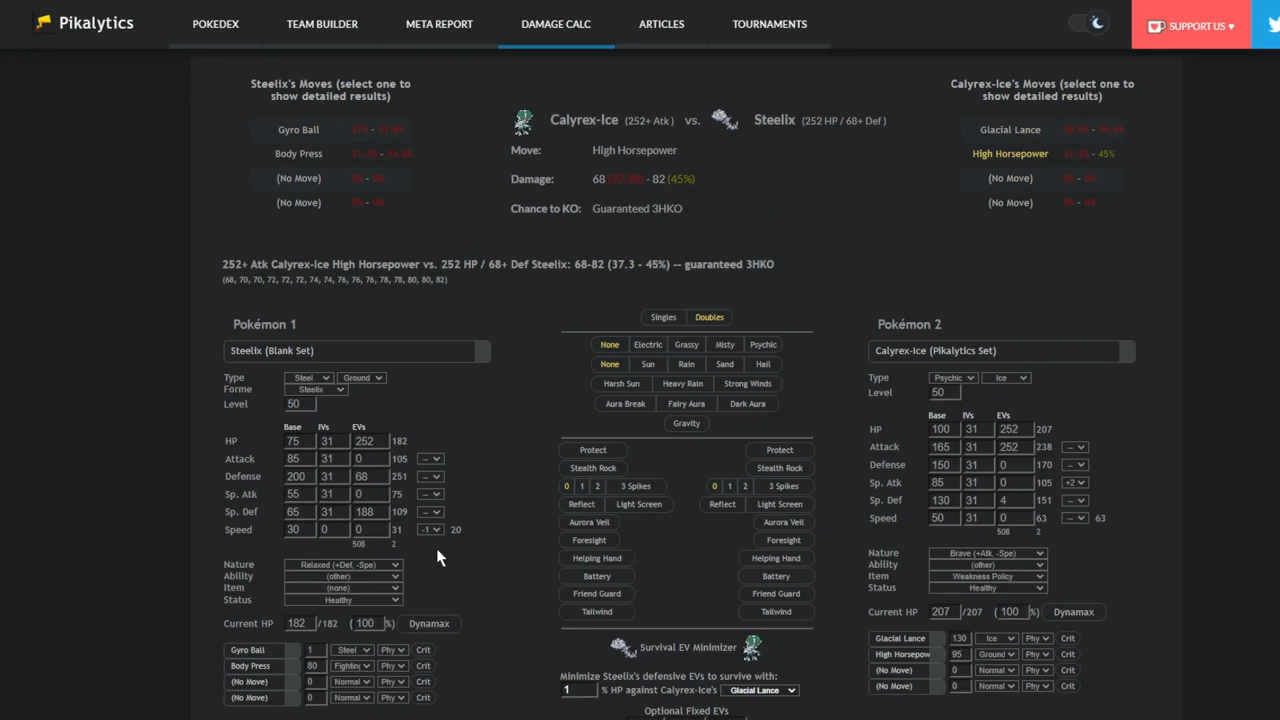 Pikalytics POKEDEX TEAM BUILDER META REPORT DAMAGE CALC ARTICLES TOURNAMENTS SUPPORT US ♥
Steelix's Moves (select one to
show detailed results)
Calyrex-Ice's Moves (select one to
show detailed results)
Calyrex-Ice (252+ Atk) vs. Steelix (252 HP / 68+ Def )
Gyro Ball
Glacial Lance
Move: High Horsepower
Body Press
High Horsepower - 45%
(No Move) 0% - 0%
Damage: 68 (37.3%) - 82 (45%)
(No Move) 0% - 0%
(No Move) 0% - 0%
Chance to KO: Guaranteed 3HKO
(No Move) 0% - 0%
252+ Atk Calyrex-Ice High Horsepower vs. 252 HP / 68+ Def Steelix: 68-82 (37.3 - 45%) -- guaranteed 3HKO
(68, 70, 70, 72, 72, 72, 74, 74, 76, 76, 76, 78, 78, 80, 80, 82)
Pokémon 1
Steelix (Blank Set)
Type Steel Ground
Forme Steelix
Level 50
Base IVs EVs
HP 75 31 252 182
Attack 85 31 0 105 --
Defense 200 31 68 251 --
Sp. Atk 55 31 0 75 --
Sp. Def 65 31 188 109 --
Speed 30 0 0 31 -1 20
508 2
Nature Relaxed (+Def, -Spe)
Ability (other)
Item (none)
Status Healthy
Current HP 182 /182 ( 100 %) Dynamax
Gyro Ball 1 Steel Phy Crit
Body Press 80 Fighting Phy Crit
(No Move) 0 Normal Phy Crit
(No Move) 0 Normal Phy Crit
Singles Doubles
None Electric Grassy Misty Psychic
None Sun Rain Sand Hail
Harsh Sun Heavy Rain Strong Winds
Aura Break Fairy Aura Dark Aura
Gravity
Protect Protect
Stealth Rock Stealth Rock
0 1 2 3 Spikes 0 1 2 3 Spikes
Reflect Light Screen Reflect Light Screen
Aurora Veil Aurora Veil
Foresight Foresight
Helping Hand Helping Hand
Battery Battery
Friend Guard Friend Guard
Tailwind Tailwind
Survival EV Minimizer
Minimize Steelix's defensive EVs to survive with:
1 % HP against Calyrex-Ice's Glacial Lance
Optional Fixed EVs
Pokémon 2
Calyrex-Ice (Pikalytics Set)
Type Psychic Ice
Level 50
Base IVs EVs
HP 100 31 252 207
Attack 165 31 252 238 --
Defense 150 31 0 170 --
Sp. Atk 85 31 0 105 +2
Sp. Def 130 31 4 151 --
Speed 50 31 0 63 -- 63
508 2
Nature Brave (+Atk, -Spe)
Ability (other)
Item Weakness Policy
Status Healthy
Current HP 207 /207 ( 100 %) Dynamax
Glacial Lance 130 Ice Phy Crit
High Horsepow 95 Ground Phy Crit
(No Move) 0 Normal Phy Crit
(No Move) 0 Normal Phy Crit